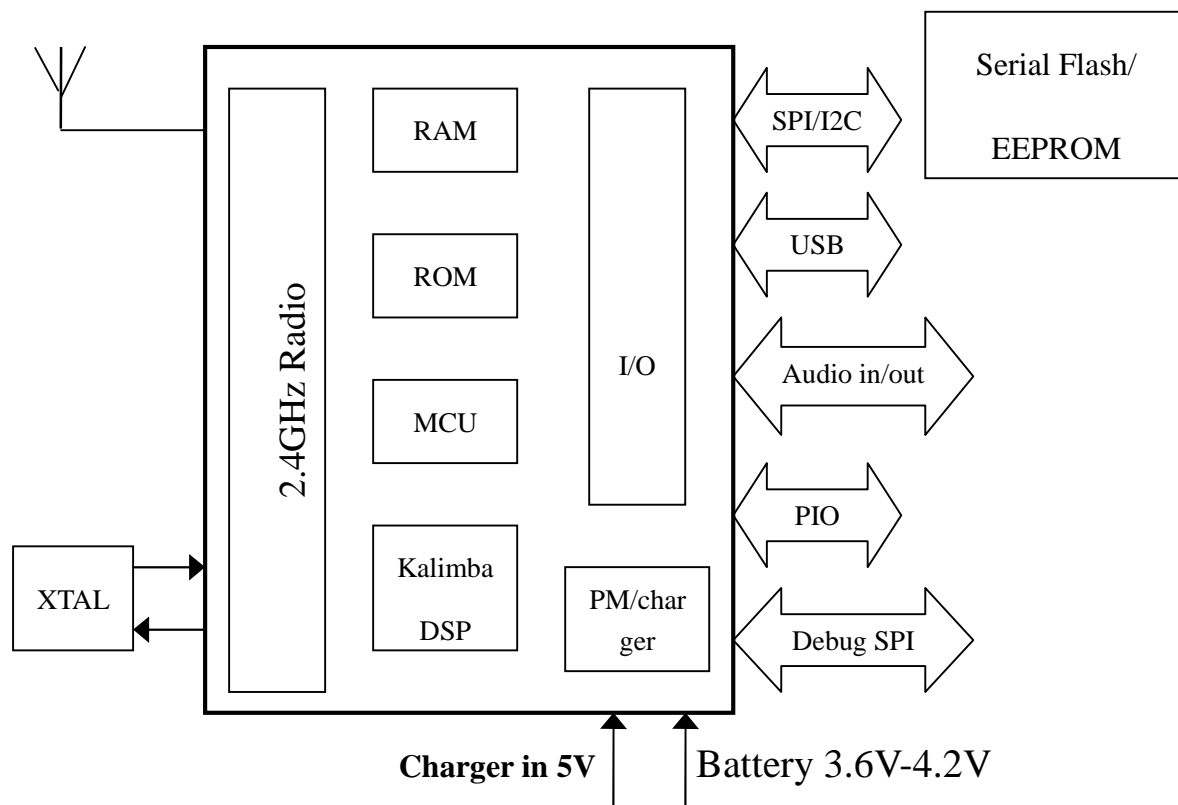 Serial Flash/
EEPROM
RAM
SPI/I2C
ROM
USB
2.4GHz Radio
I/O
Audio in/out
MCU
PIO
Kalimba
DSP
XTAL
PM/char
ger
Debug SPI
Charger in 5V
Battery 3.6V-4.2V